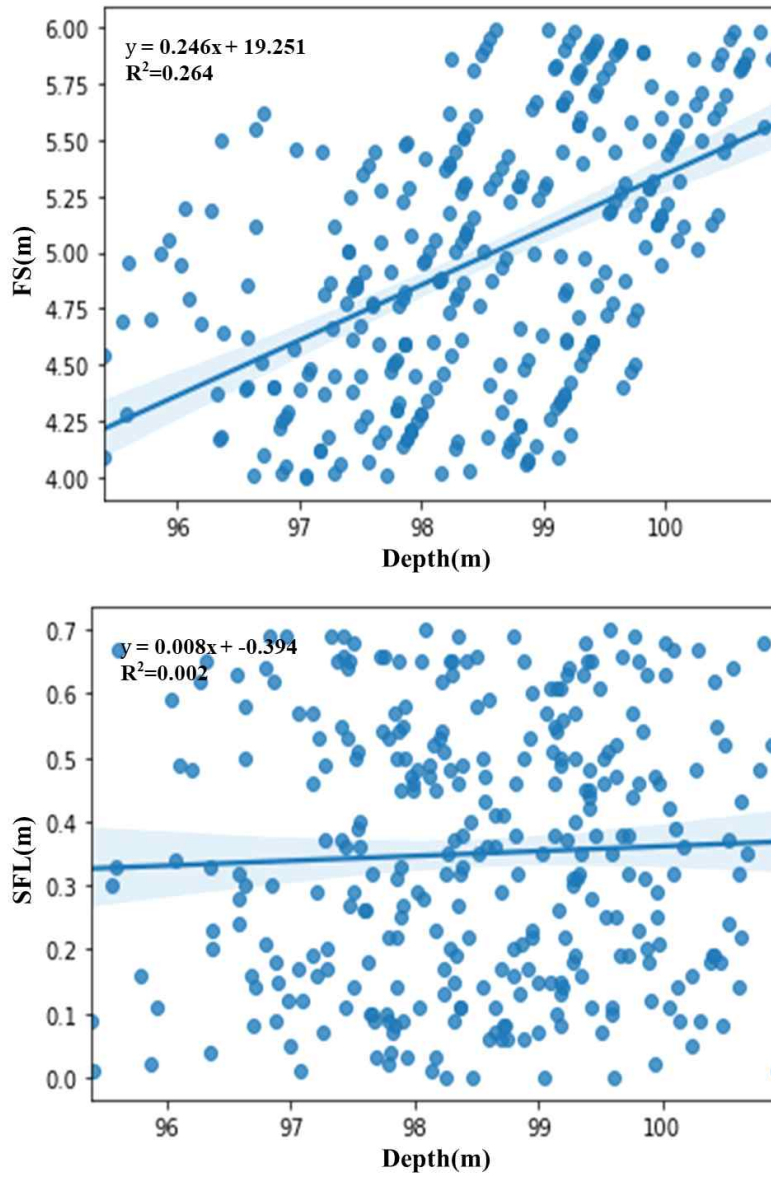 y = 0.246x + 19.251
R²=0.264
6.00
5.75
5.50
5.25
5.00
4.75
4.50
4.25
4.00
FS(m)
96 97 98 99 100
Depth(m)
y = 0.008x + -0.394
R²=0.002
0.7
0.6
0.5
0.4
0.3
0.2
0.1
0.0
SFL(m)
96 97 98 99 100
Depth(m)